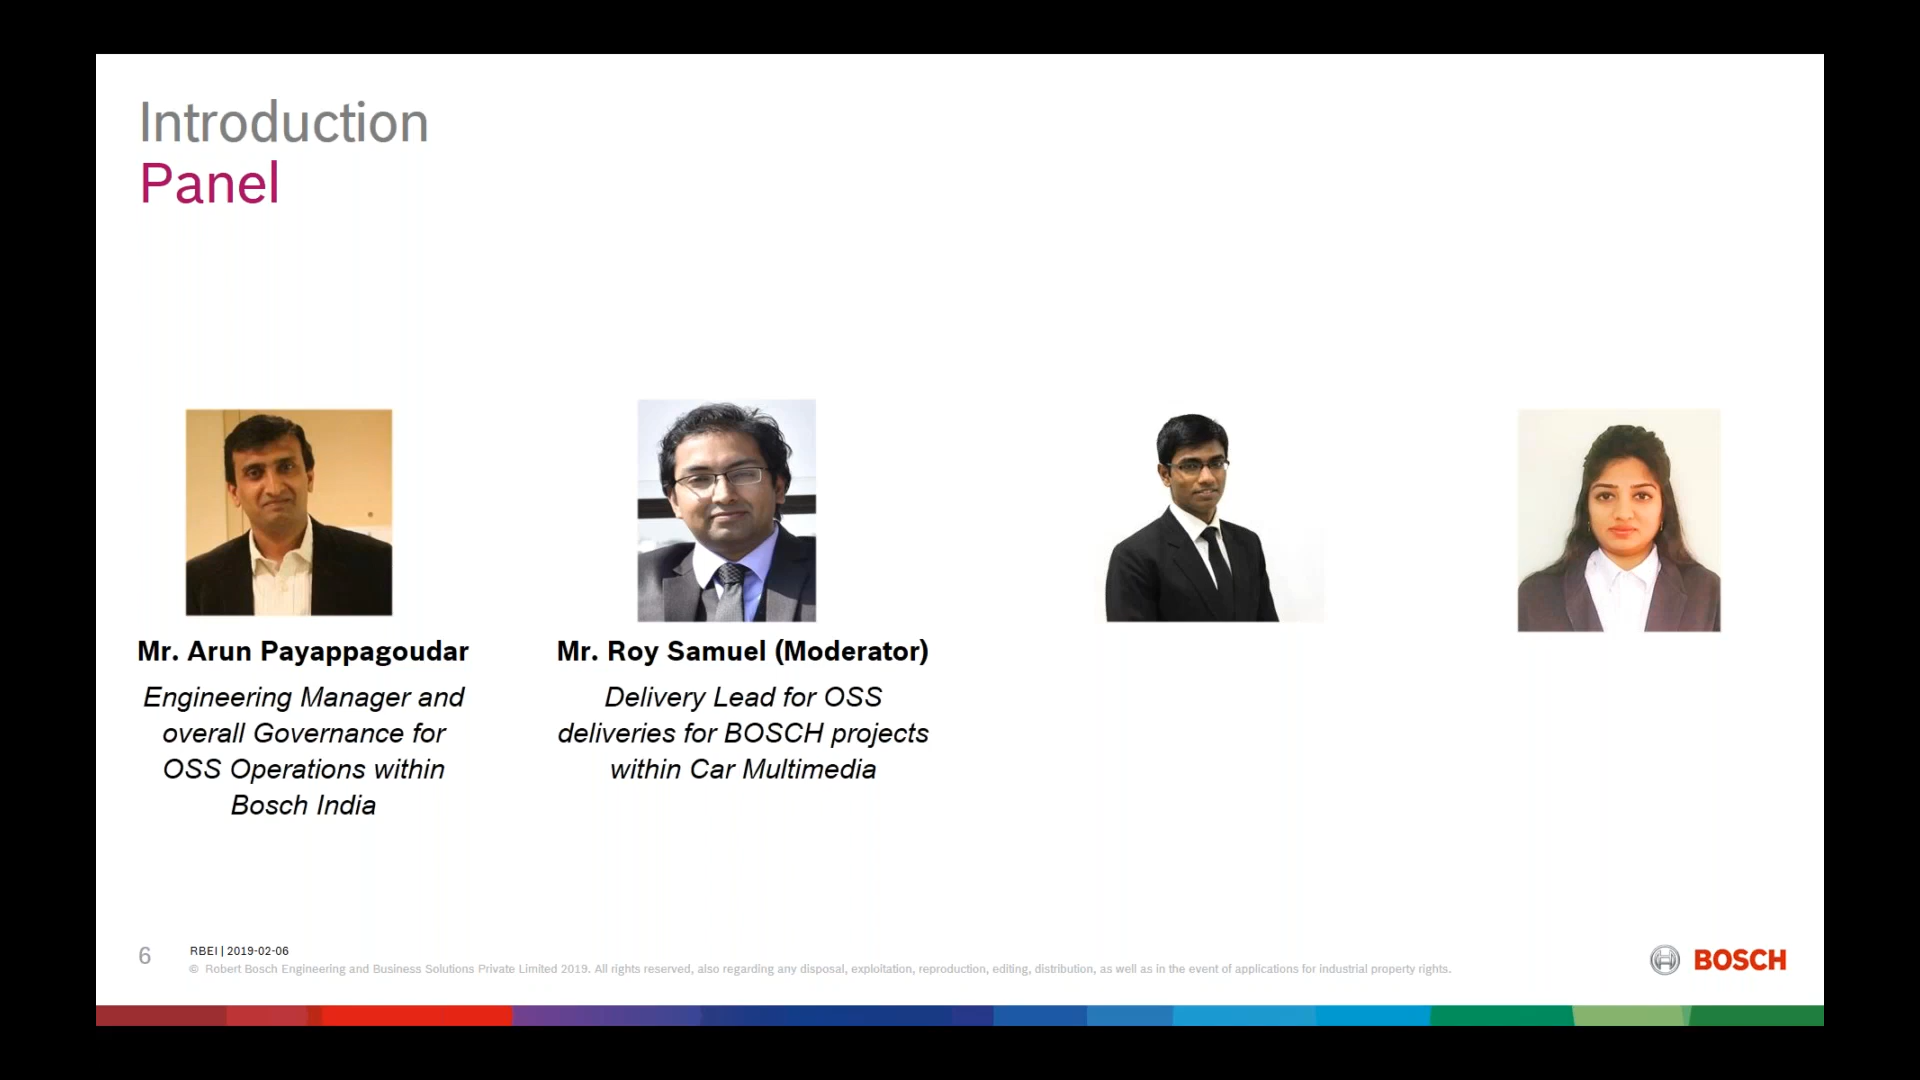 Introduction
Panel
Mr. Arun Payappagoudar
Engineering Manager and
overall Governance for
OSS Operations within
Bosch India
Mr. Roy Samuel (Moderator)
Delivery Lead for OSS
deliveries for BOSCH projects
within Car Multimedia
6
RBEI | 2019-02-06
© Robert Bosch Engineering and Business Solutions Private Limited 2019. All rights reserved, also regarding any disposal, exploitation, reproduction, editing, distribution, as well as in the event of applications for industrial property rights.
BOSCH